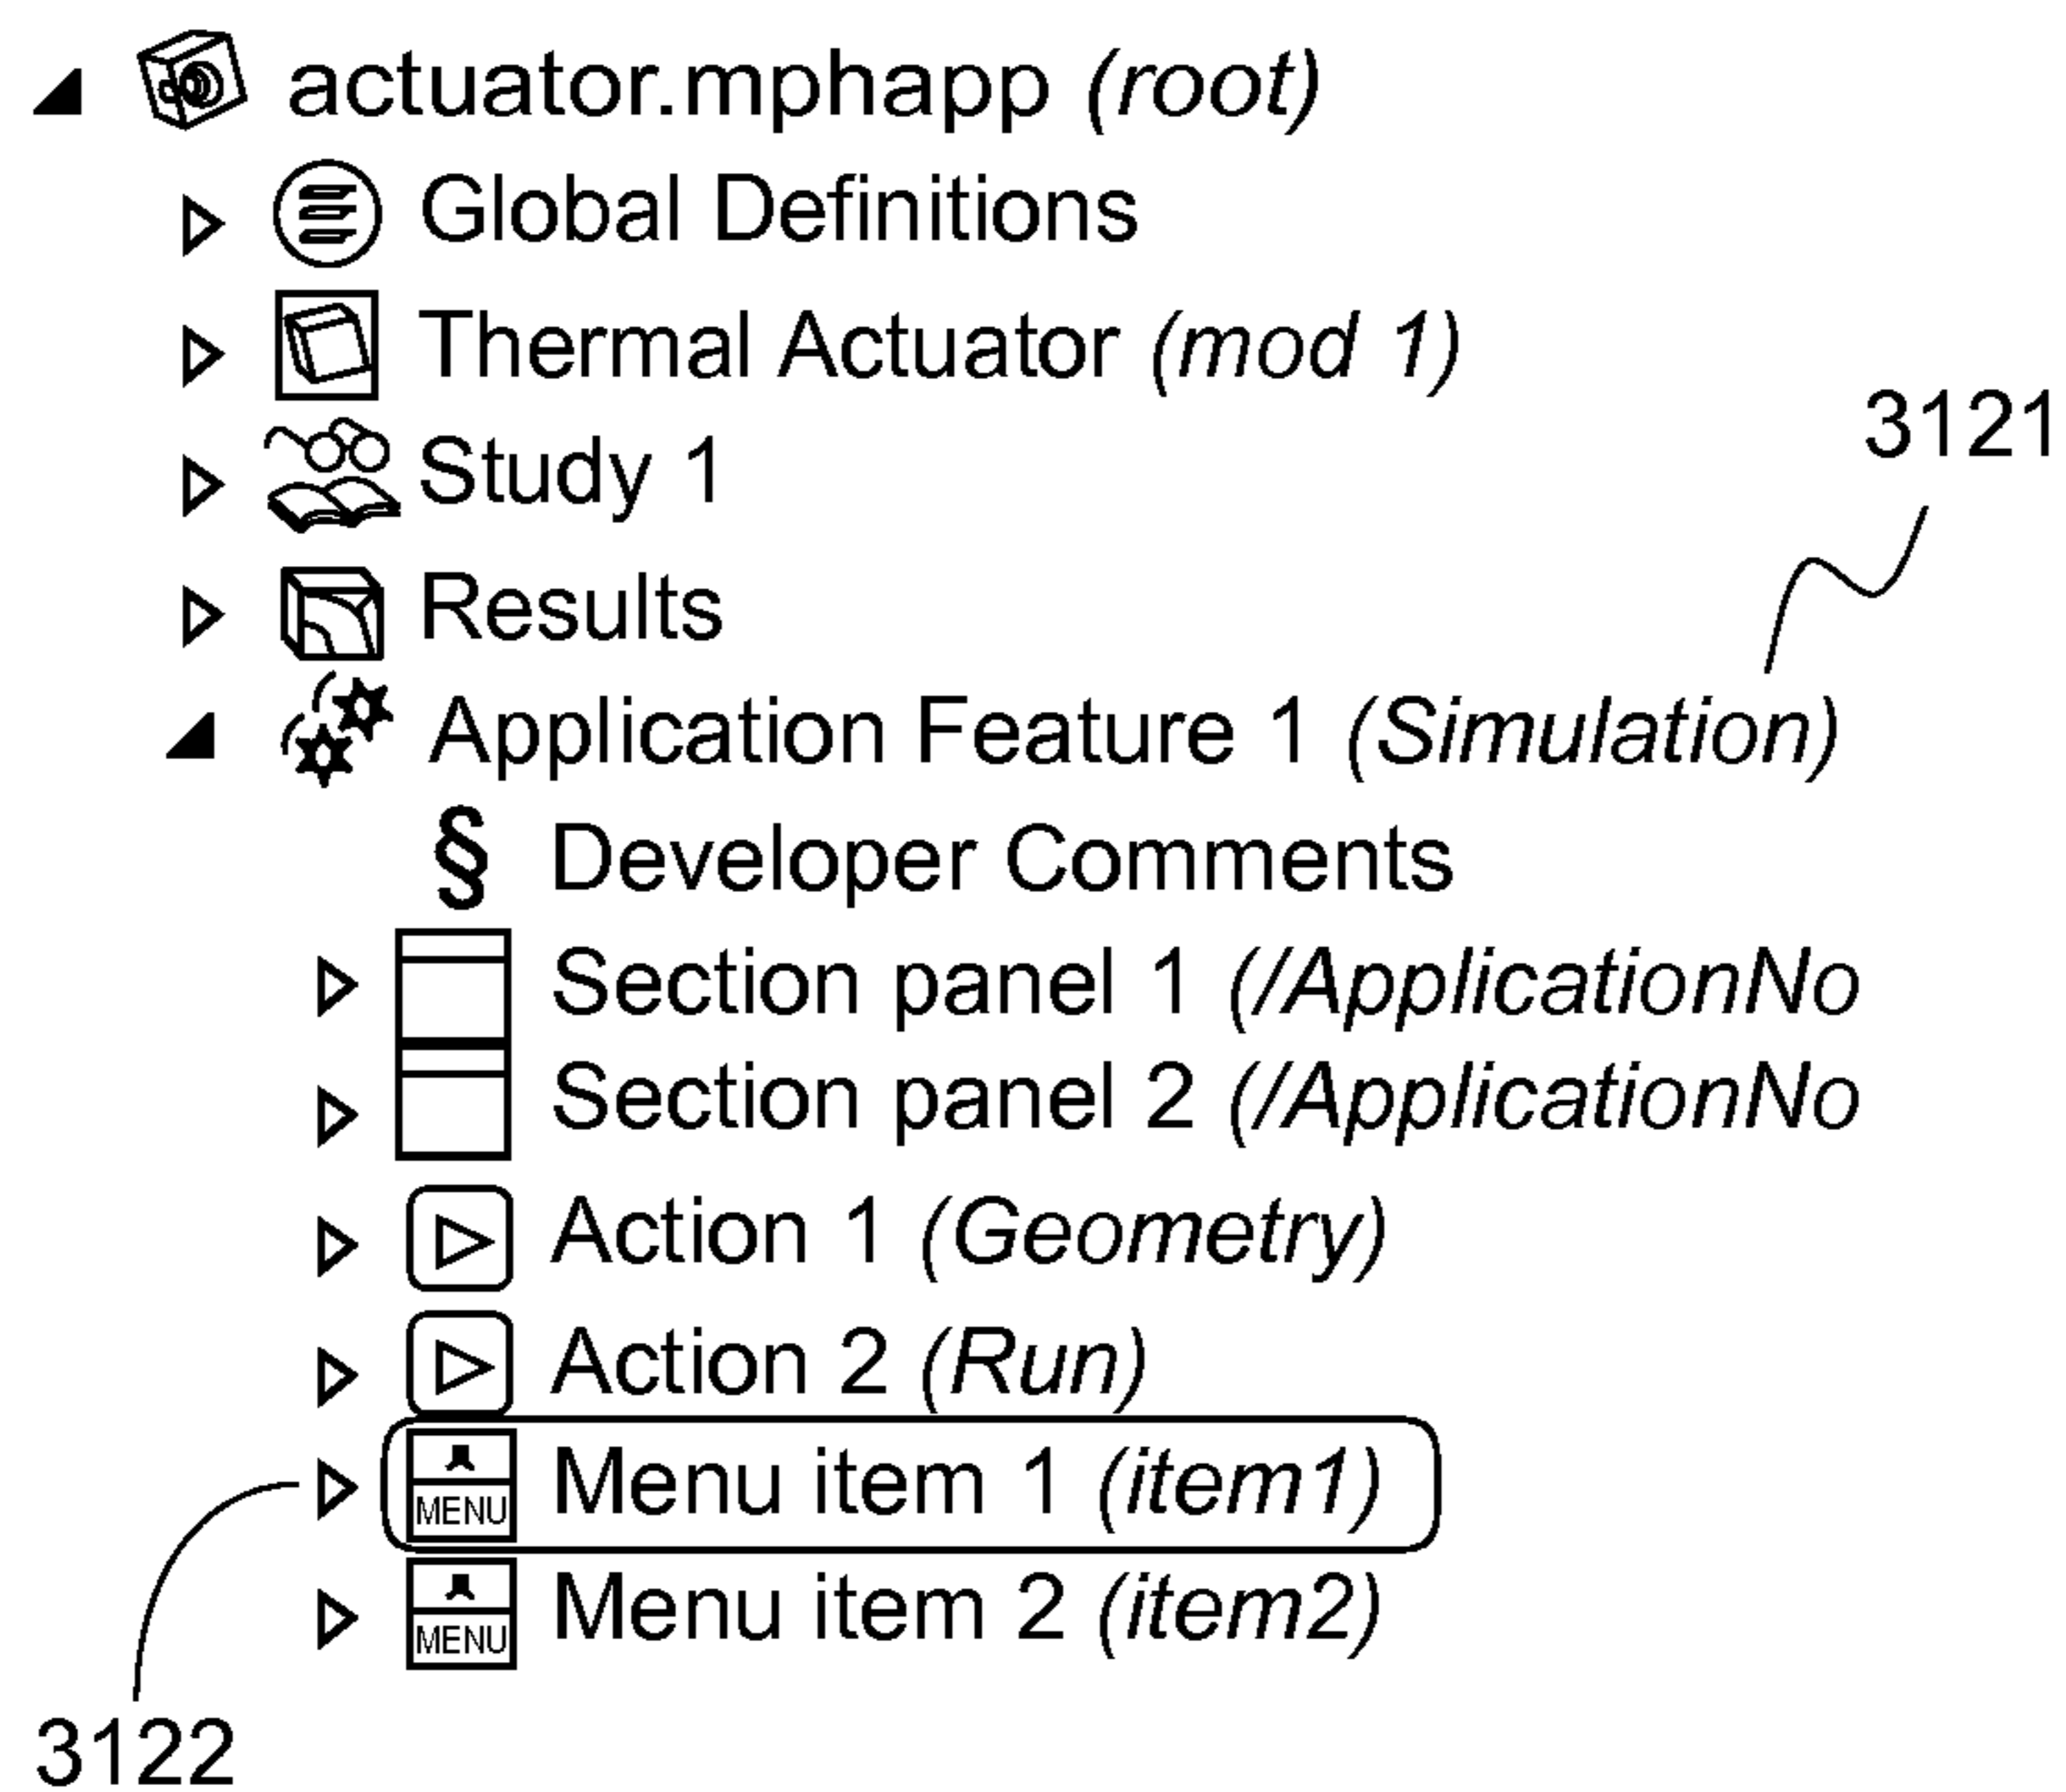 actuator.mphapp (root)
Global Definitions
Thermal Actuator (mod 1)
3121
Study 1
Results
Application Feature 1 (Simulation)
§ Developer Comments
Section panel 1 (/ApplicationNo
Section panel 2 (/ApplicationNo
Action 1 (Geometry)
Action 2 (Run)
MENU Menu item 1 (item1)
MENU Menu item 2 (item2)
3122